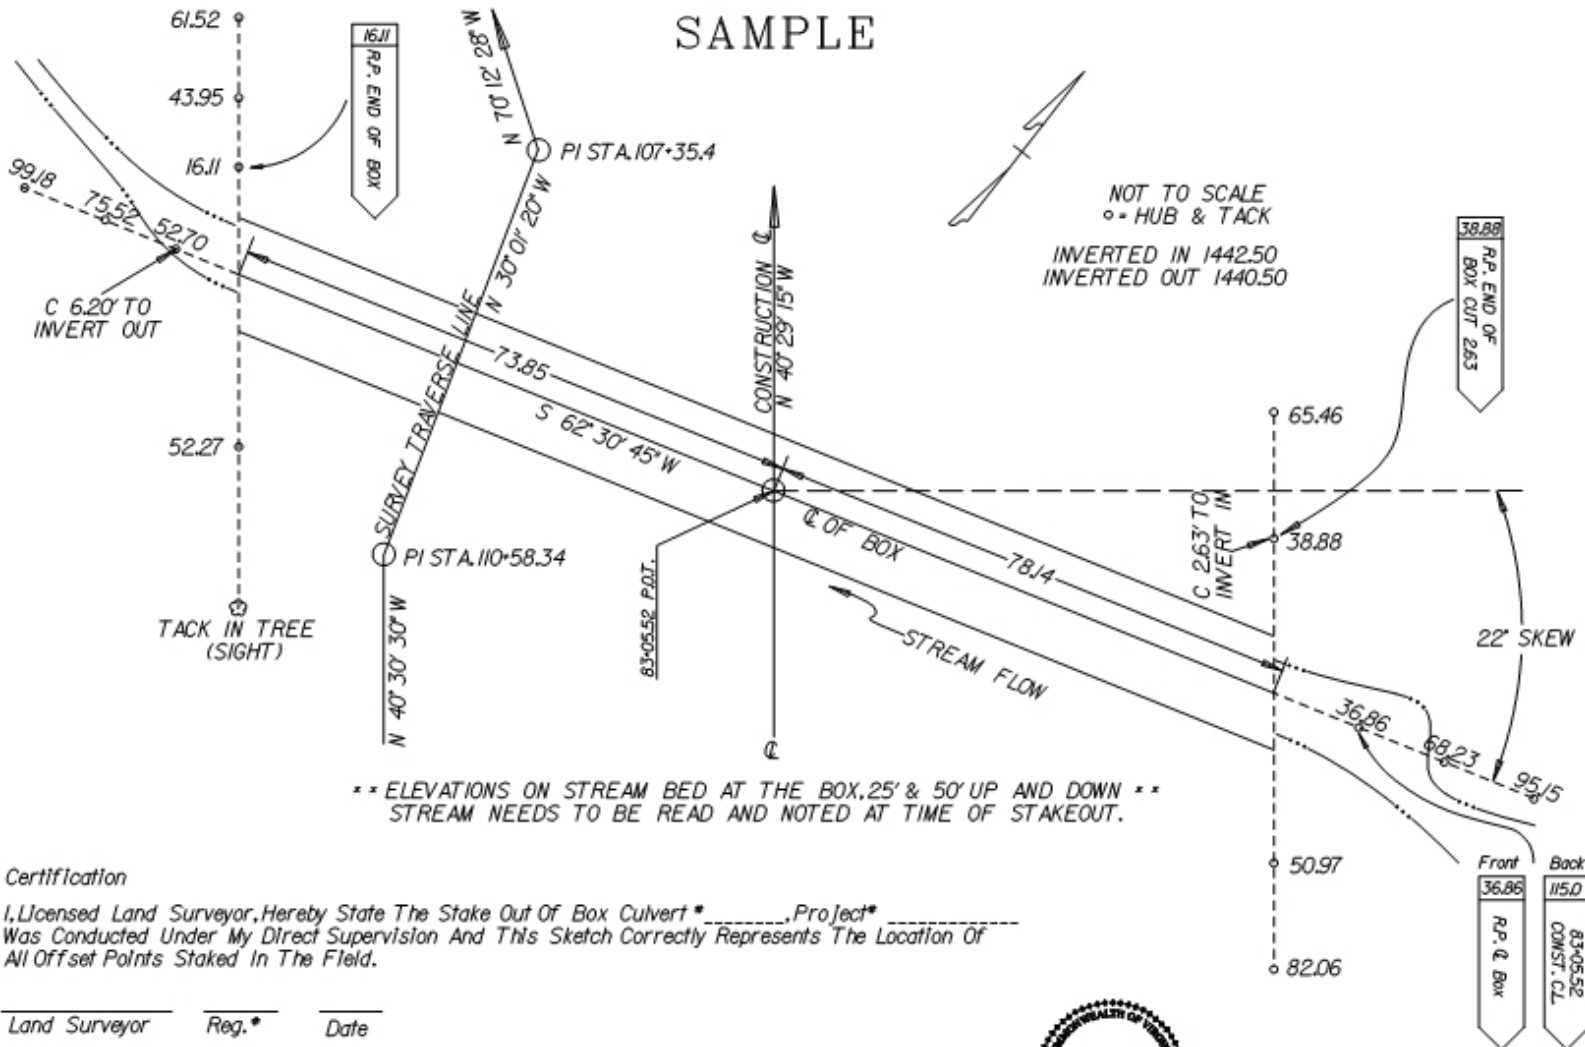 SAMPLE
61.52
43.95
16.11
16.11
R.P. END OF BOX
N 70° 12' 28" W
PI STA. 107+35.4
99.18
75.52
52.70
C 6.20' TO
INVERT OUT
52.27
TACK IN TREE
(SIGHT)
SURVEY TRAVERSE LINE
N 30° 01' 20" W
PI STA. 110+58.34
N 40° 30' 30" W
73.85
S 62° 30' 45" W
CONSTRUCTION ℄
N 40° 29' 15" W
83+05.52 P.O.T.
℄ OF BOX
78.14
STREAM FLOW
℄
NOT TO SCALE
o = HUB & TACK
INVERTED IN 1442.50
INVERTED OUT 1440.50
38.88
R.P. END OF
BOX CUT 2.63
65.46
C 2.63' TO
INVERT IN
38.88
22° SKEW
36.86
68.23
95.15
50.97
82.06
** ELEVATIONS ON STREAM BED AT THE BOX, 25' & 50' UP AND DOWN **
STREAM NEEDS TO BE READ AND NOTED AT TIME OF STAKEOUT.
Front
36.86
R.P. ℄ Box
Back
115.0
83+05.52
CONST. C.L.
Certification
I, Licensed Land Surveyor, Hereby State The Stake Out Of Box Culvert #________, Project# _____________
Was Conducted Under My Direct Supervision And This Sketch Correctly Represents The Location Of
All Offset Points Staked In The Field.
Land Surveyor
Reg.#
Date